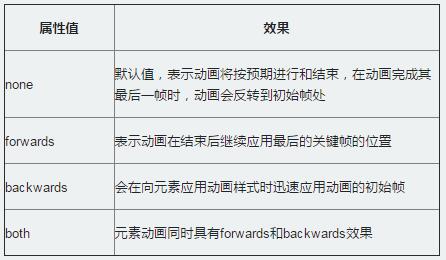 属性值 效果
none 默认值，表示动画将按预期进行和结束，在动画完成其
最后一帧时，动画会反转到初始帧处
forwards 表示动画在结束后继续应用最后的关键帧的位置
backwards 会在向元素应用动画样式时迅速应用动画的初始帧
both 元素动画同时具有forwards和backwards效果